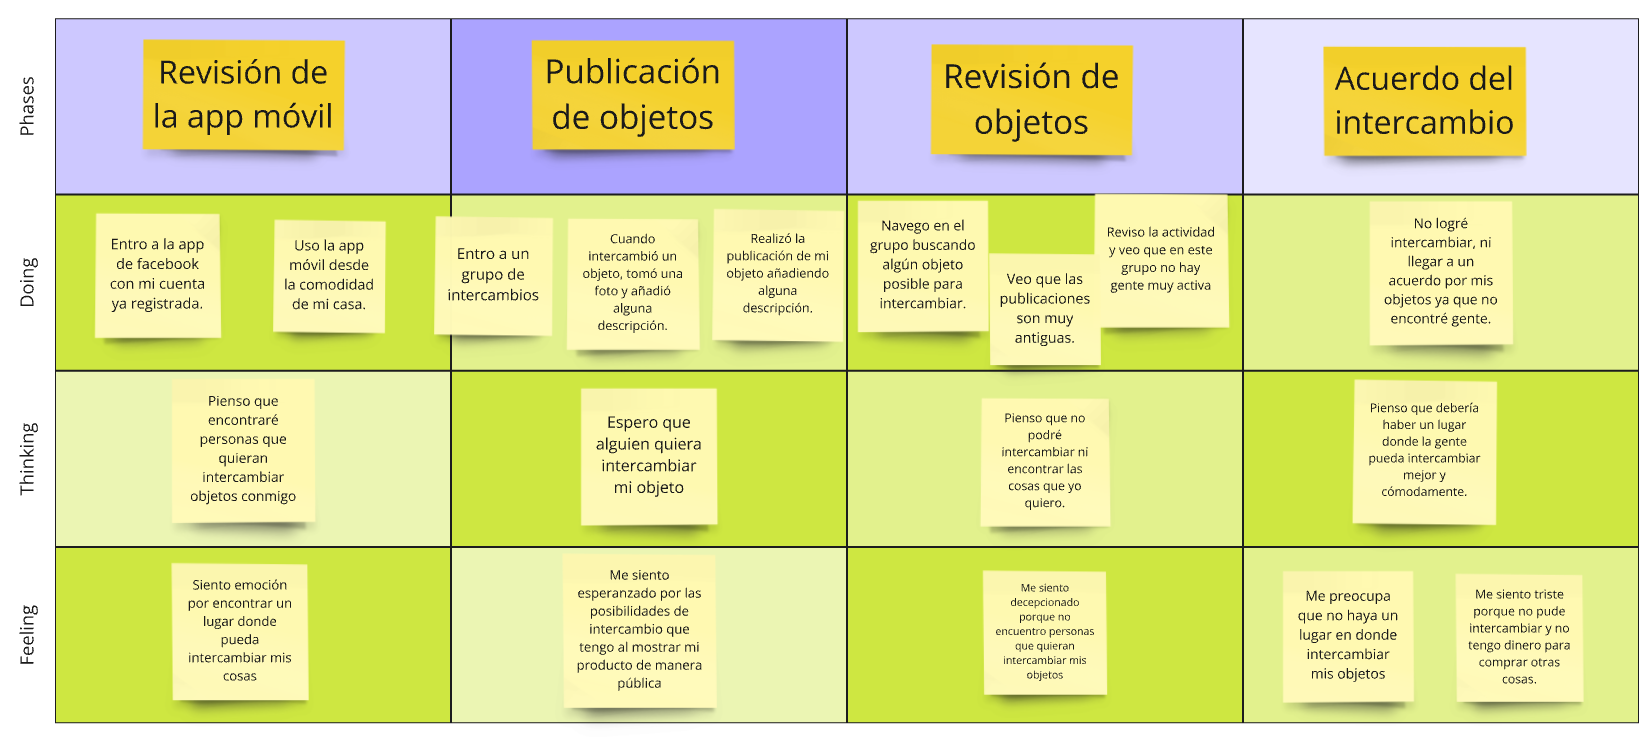 Phases
Revisión de
la app móvil
Publicación
de objetos
Revisión de
objetos
Acuerdo del
intercambio
Doing
Entro a la app
de facebook
con mi cuenta
ya registrada.
Uso la app
móvil desde
la comodidad
de mi casa.
Entro a un
grupo de
intercambios
Cuando
intercambió un
objeto, tomó una
foto y añadió
alguna
descripción.
Realizó la
publicación de mi
objeto añadiendo
alguna
descripción.
Navego en el
grupo buscando
algún objeto
posible para
intercambiar.
Veo que las
publicaciones
son muy
antiguas.
Reviso la actividad
y veo que en este
grupo no hay
gente muy activa
No logré
intercambiar, ni
llegar a un
acuerdo por mis
objetos ya que no
encontré gente.
Thinking
Pienso que
encontraré
personas que
quieran
intercambiar
objetos conmigo
Espero que
alguien quiera
intercambiar
mi objeto
Pienso que no
podré
intercambiar ni
encontrar las
cosas que yo
quiero.
Pienso que debería
haber un lugar
donde la gente
pueda intercambiar
mejor y
cómodamente.
Feeling
Siento emoción
por encontrar un
lugar donde
pueda
intercambiar mis
cosas
Me siento
esperanzado por las
posibilidades de
intercambio que
tengo al mostrar mi
producto de manera
pública
Me siento
decepcionado
porque no
encuentro personas
que quieran
intercambiar mis
objetos
Me preocupa
que no haya un
lugar en donde
intercambiar
mis objetos
Me siento triste
porque no pude
intercambiar y no
tengo dinero para
comprar otras
cosas.